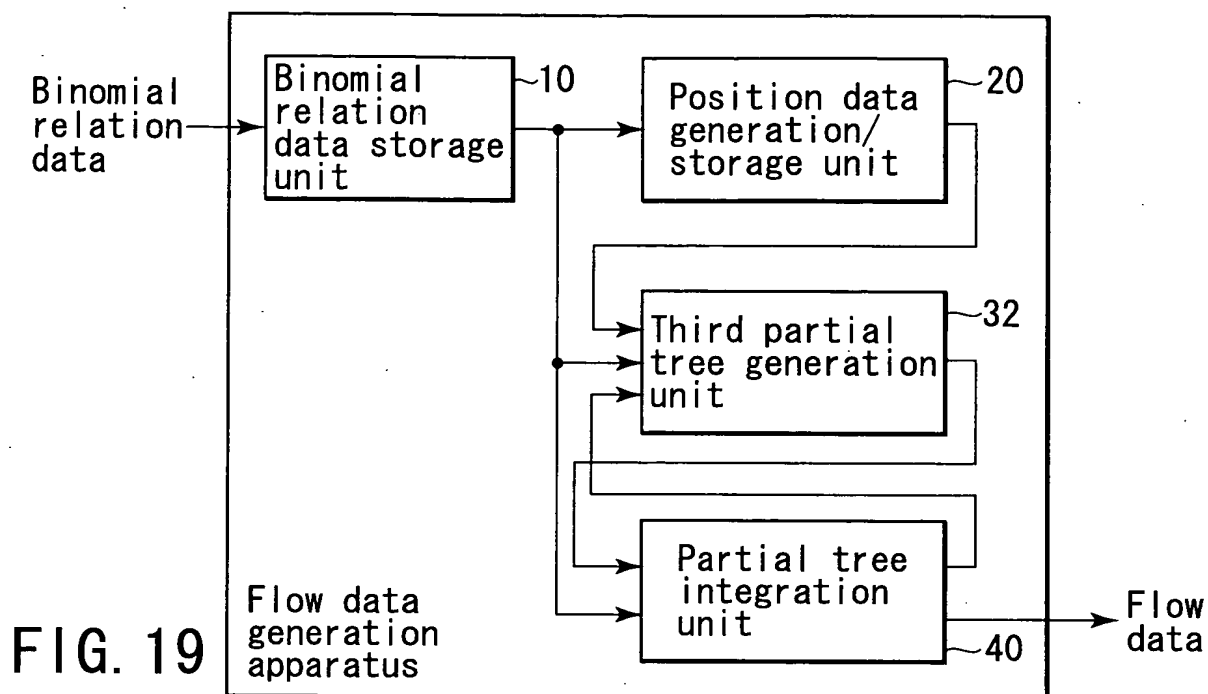 Binomial
relation
data
Binomial
relation
data storage
unit
10
Position data
generation/
storage unit
20
Third partial
tree generation
unit
32
Partial tree
integration
unit
40
Flow data
generation
apparatus
Flow
data
FIG. 19